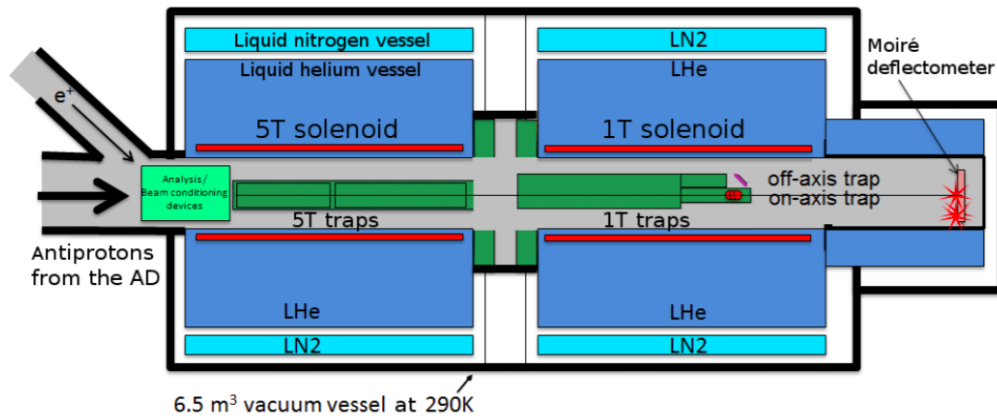 Liquid nitrogen vessel
LN2
Moiré
deflectometer
Liquid helium vessel
LHe
e+
5T solenoid
1T solenoid
Analysis/
Beam conditioning
devices
off-axis trap
on-axis trap
5T traps
1T traps
Antiprotons
from the AD
LHe
LHe
LN2
LN2
6.5 m³ vacuum vessel at 290K